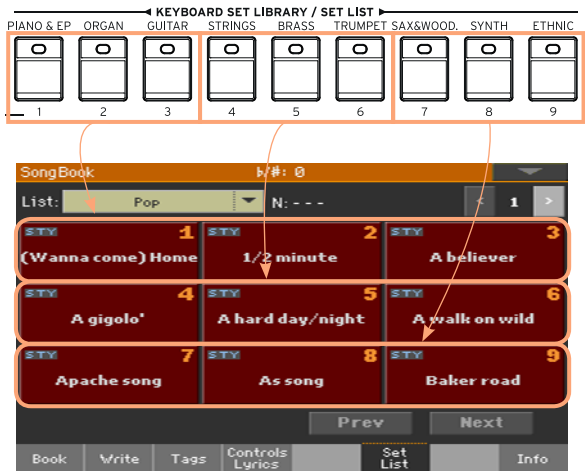 ◄ KEYBOARD SET LIBRARY / SET LIST ►
PIANO & EP ORGAN GUITAR STRINGS BRASS TRUMPET SAX&WOOD. SYNTH ETHNIC
1 2 3 4 5 6 7 8 9
SongBook ♭/#: 0
List: Pop N:--- < 1 >
STY 1 STY 2 STY 3
(Wanna come) Home 1/2 minute A believer
STY 4 STY 5 STY 6
A gigolo' A hard day/night A walk on wild
STY 7 STY 8 STY 9
Apache song As song Baker road
Prev Next
Book Write Tags Controls Lyrics Set List Info